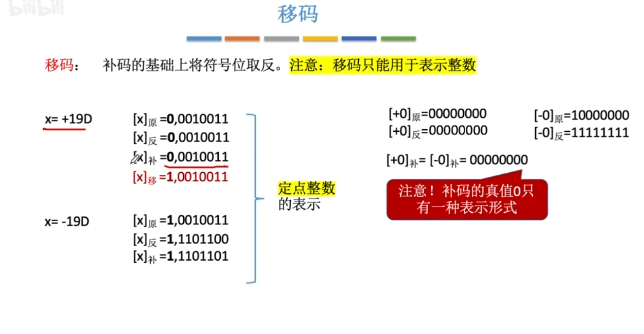 bilibili
移码
移码： 补码的基础上将符号位取反。注意：移码只能用于表示整数
x= +19D
[x]原 =0,0010011
[x]反 =0,0010011
[x]补 =0,0010011
[x]移 =1,0010011
x= -19D
[x]原 =1,0010011
[x]反 =1,1101100
[x]补 =1,1101101
定点整数
的表示
[+0]原=00000000
[+0]反=00000000
[-0]原=10000000
[-0]反=11111111
[+0]补= [-0]补= 00000000
注意！补码的真值0只
有一种表示形式